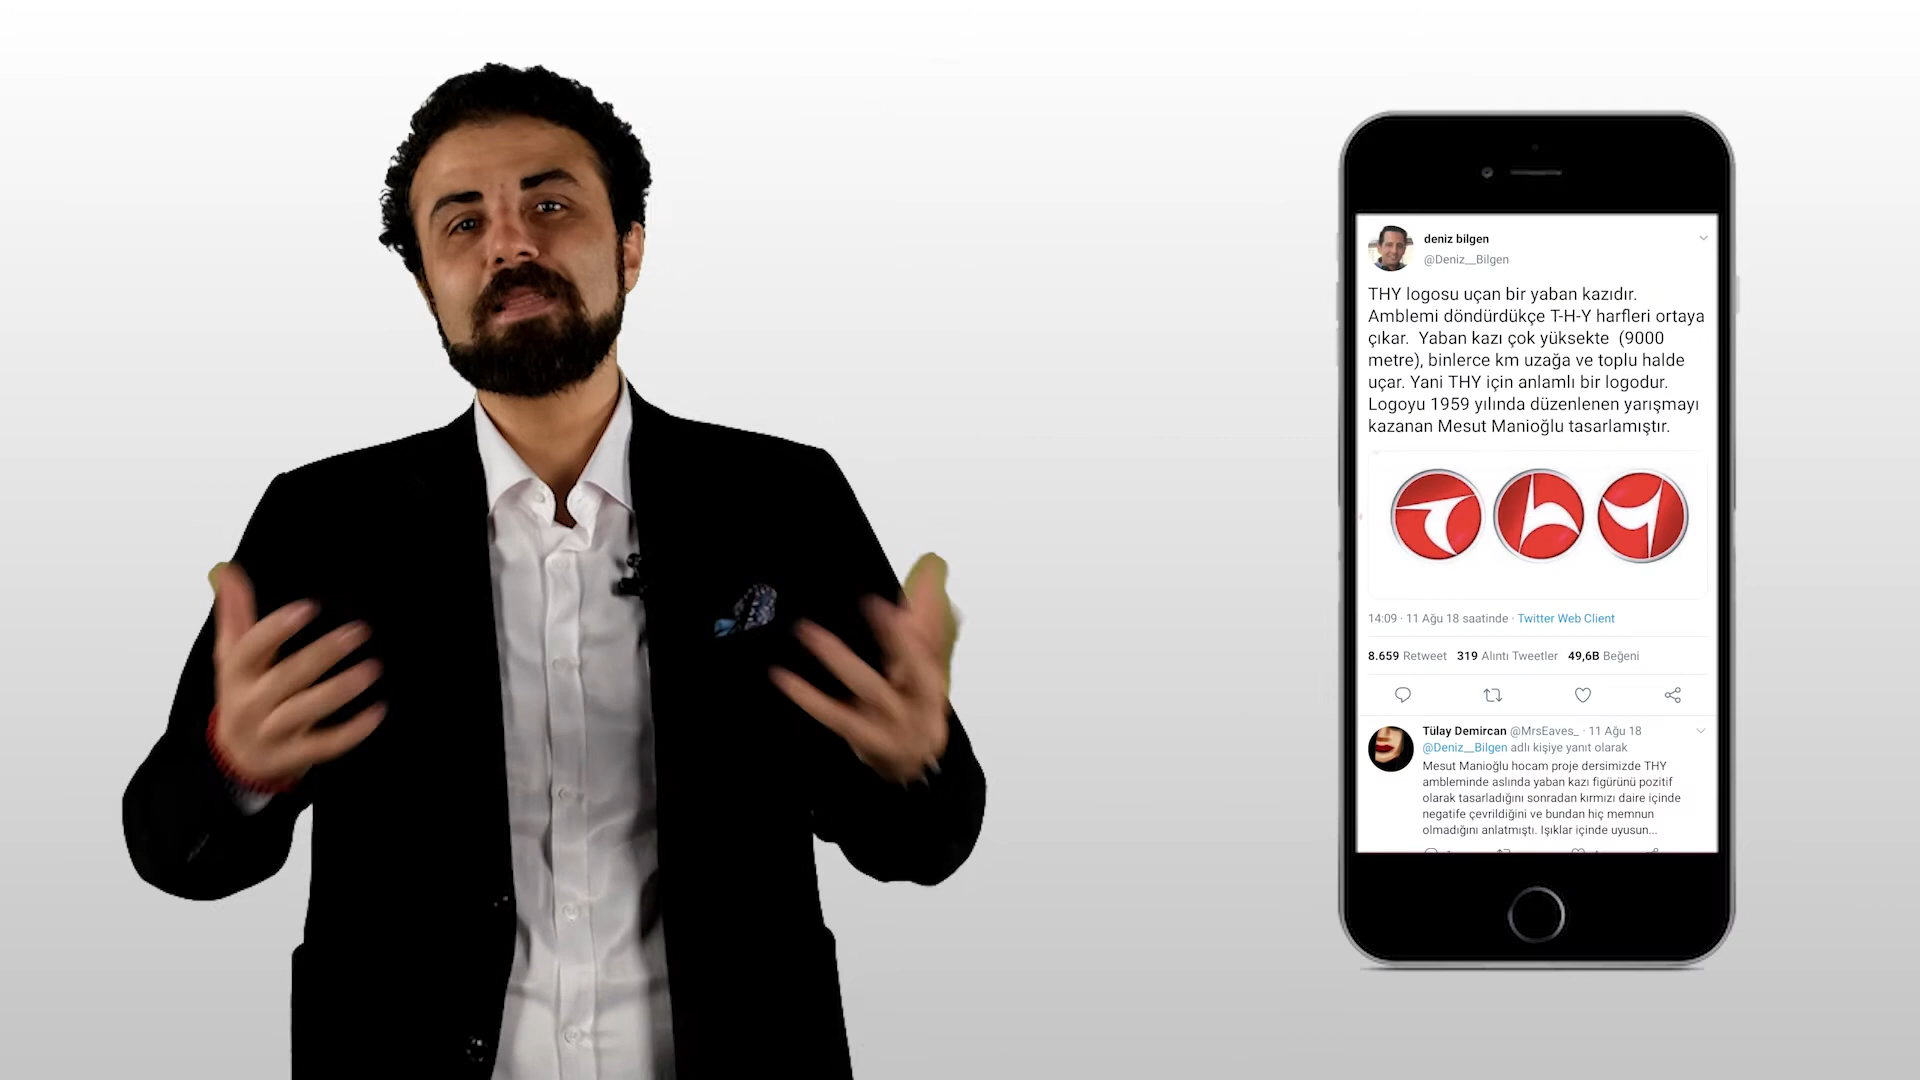 deniz bilgen
@Deniz__Bilgen
THY logosu uçan bir yaban kazıdır.
Amblemi döndürdükçe T-H-Y harfleri ortaya
çıkar.  Yaban kazı çok yüksekte  (9000
metre), binlerce km uzağa ve toplu halde
uçar. Yani THY için anlamlı bir logodur.
Logoyu 1959 yılında düzenlenen yarışmayı
kazanan Mesut Manioğlu tasarlamıştır.
14:09 · 11 Ağu 18 saatinde · Twitter Web Client
8.659 Retweet 319 Alıntı Tweetler 49,6B Beğeni
Tülay Demircan @MrsEaves_ · 11 Ağu 18
@Deniz__Bilgen adlı kişiye yanıt olarak
Mesut Manioğlu hocam proje dersimizde THY
ambleminde aslında yaban kazı figürünü pozitif
olarak tasarladığını sonradan kırmızı daire içinde
negatife çevrildiğini ve bundan hiç memnun
olmadığını anlatmıştı. Işıklar içinde uyusun...